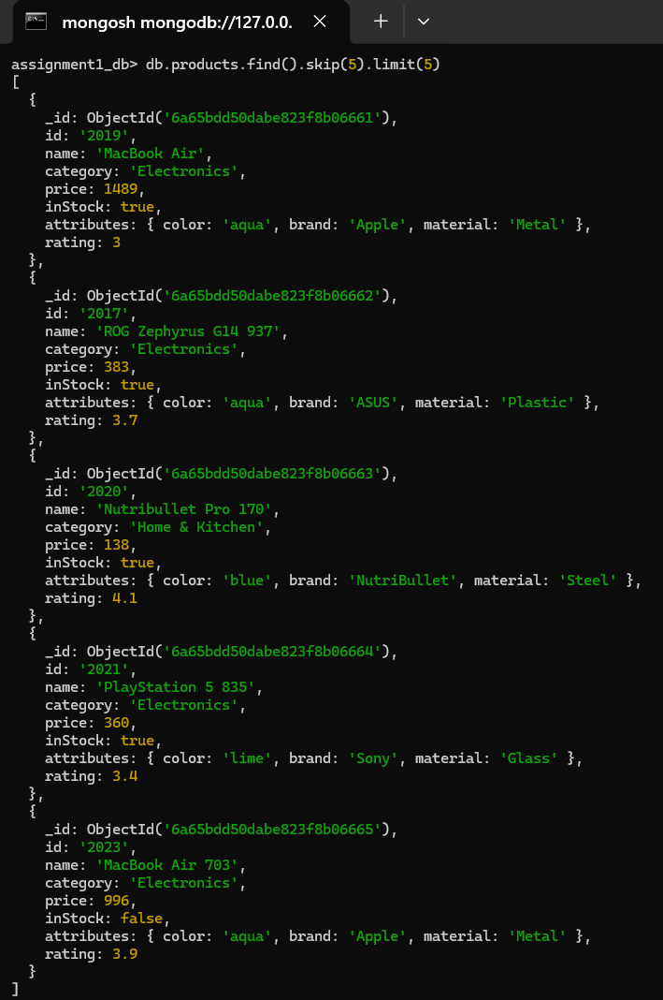 mongosh mongodb://127.0.0.
assignment1_db> db.products.find().skip(5).limit(5)
[
  {
    _id: ObjectId('6a65bdd50dabe823f8b06661'),
    id: '2019',
    name: 'MacBook Air',
    category: 'Electronics',
    price: 1489,
    inStock: true,
    attributes: { color: 'aqua', brand: 'Apple', material: 'Metal' },
    rating: 3
  },
  {
    _id: ObjectId('6a65bdd50dabe823f8b06662'),
    id: '2017',
    name: 'ROG Zephyrus G14 937',
    category: 'Electronics',
    price: 383,
    inStock: true,
    attributes: { color: 'aqua', brand: 'ASUS', material: 'Plastic' },
    rating: 3.7
  },
  {
    _id: ObjectId('6a65bdd50dabe823f8b06663'),
    id: '2020',
    name: 'Nutribullet Pro 170',
    category: 'Home & Kitchen',
    price: 138,
    inStock: true,
    attributes: { color: 'blue', brand: 'NutriBullet', material: 'Steel' },
    rating: 4.1
  },
  {
    _id: ObjectId('6a65bdd50dabe823f8b06664'),
    id: '2021',
    name: 'PlayStation 5 835',
    category: 'Electronics',
    price: 360,
    inStock: true,
    attributes: { color: 'lime', brand: 'Sony', material: 'Glass' },
    rating: 3.4
  },
  {
    _id: ObjectId('6a65bdd50dabe823f8b06665'),
    id: '2023',
    name: 'MacBook Air 703',
    category: 'Electronics',
    price: 996,
    inStock: false,
    attributes: { color: 'aqua', brand: 'Apple', material: 'Metal' },
    rating: 3.9
  }
]